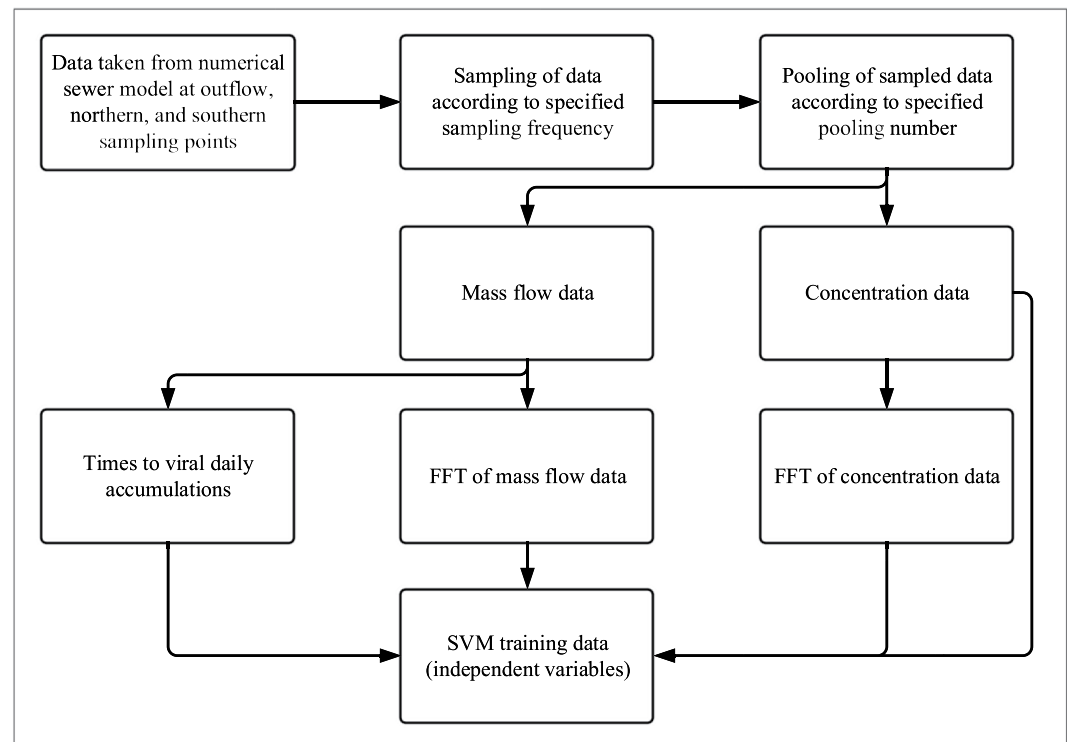 Data taken from numerical
sewer model at outflow,
northern, and southern
sampling points
Sampling of data
according to specified
sampling frequency
Pooling of sampled data
according to specified
pooling number
Mass flow data
Concentration data
Times to viral daily
accumulations
FFT of mass flow data
FFT of concentration data
SVM training data
(independent variables)